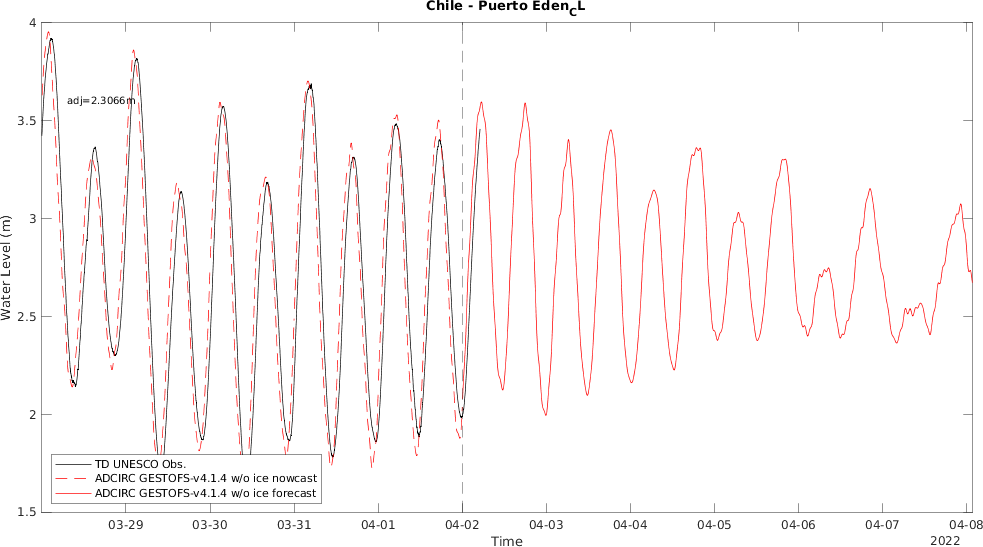 Chile - Puerto Eden_CL
adj=2.3066m
Water Level (m)
4
3.5
3
2.5
2
1.5
TD UNESCO Obs.
ADCIRC GESTOFS-v4.1.4 w/o ice nowcast
ADCIRC GESTOFS-v4.1.4 w/o ice forecast
03-29 03-30 03-31 04-01 04-02 04-03 04-04 04-05 04-06 04-07 04-08
Time
2022